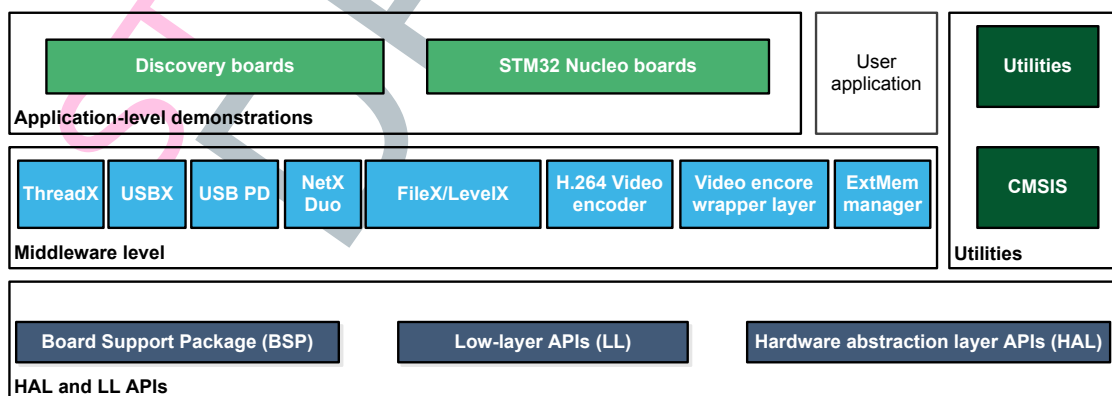 Discovery boards
STM32 Nucleo boards
Application-level demonstrations
User
application
Utilities
CMSIS
Utilities
ThreadX
USBX
USB PD
NetX
Duo
FileX/LevelX
H.264 Video
encoder
Video encore
wrapper layer
ExtMem
manager
Middleware level
Board Support Package (BSP)
Low-layer APIs (LL)
Hardware abstraction layer APIs (HAL)
HAL and LL APIs